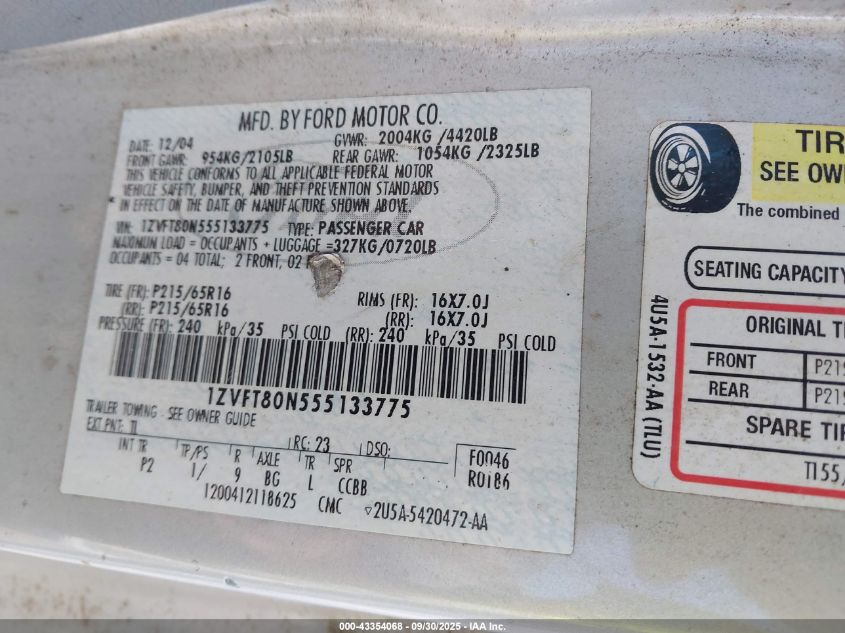 MFD. BY FORD MOTOR CO.
DATE: 12/04 GVWR: 2004KG /4420LB
FRONT GAWR: 954KG/2105LB REAR GAWR: 1054KG /2325LB
THIS VEHICLE CONFORMS TO ALL APPLICABLE FEDERAL MOTOR
VEHICLE SAFETY, BUMPER, AND THEFT PREVENTION STANDARDS
IN EFFECT ON THE DATE OF MANUFACTURE SHOWN ABOVE.
VIN: 1ZVFT80N555133775 TYPE: PASSENGER CAR
MAXIMUM LOAD = OCCUPANTS + LUGGAGE =327KG/0720LB
OCCUPANTS = 04 TOTAL; 2 FRONT, 02
TIRE (FR): P215/65R16 RIMS (FR): 16X7.0J
(RR): P215/65R16 (RR): 16X7.0J
PRESSURE (FR): 240 kPa/35 PSI COLD (RR): 240 kPa/35 PSI COLD
1ZVFT80N555133775
TRAILER TOWING - SEE OWNER GUIDE
EXT PNT: TL RC: 23 DSO: F0046
INT TR TP/PS R AXLE TR SPR R0186
P2 1/ 9 BG L CCBB
1200412118625 CMC 2U5A-5420472-AA
TIR
SEE OWN
The combined
SEATING CAPACITY
ORIGINAL TI
FRONT P215
REAR P215
SPARE TIR
T155/
4U5A-1532-AA (TLU)
000-43354068 - 09/30/2025 - IAA Inc.